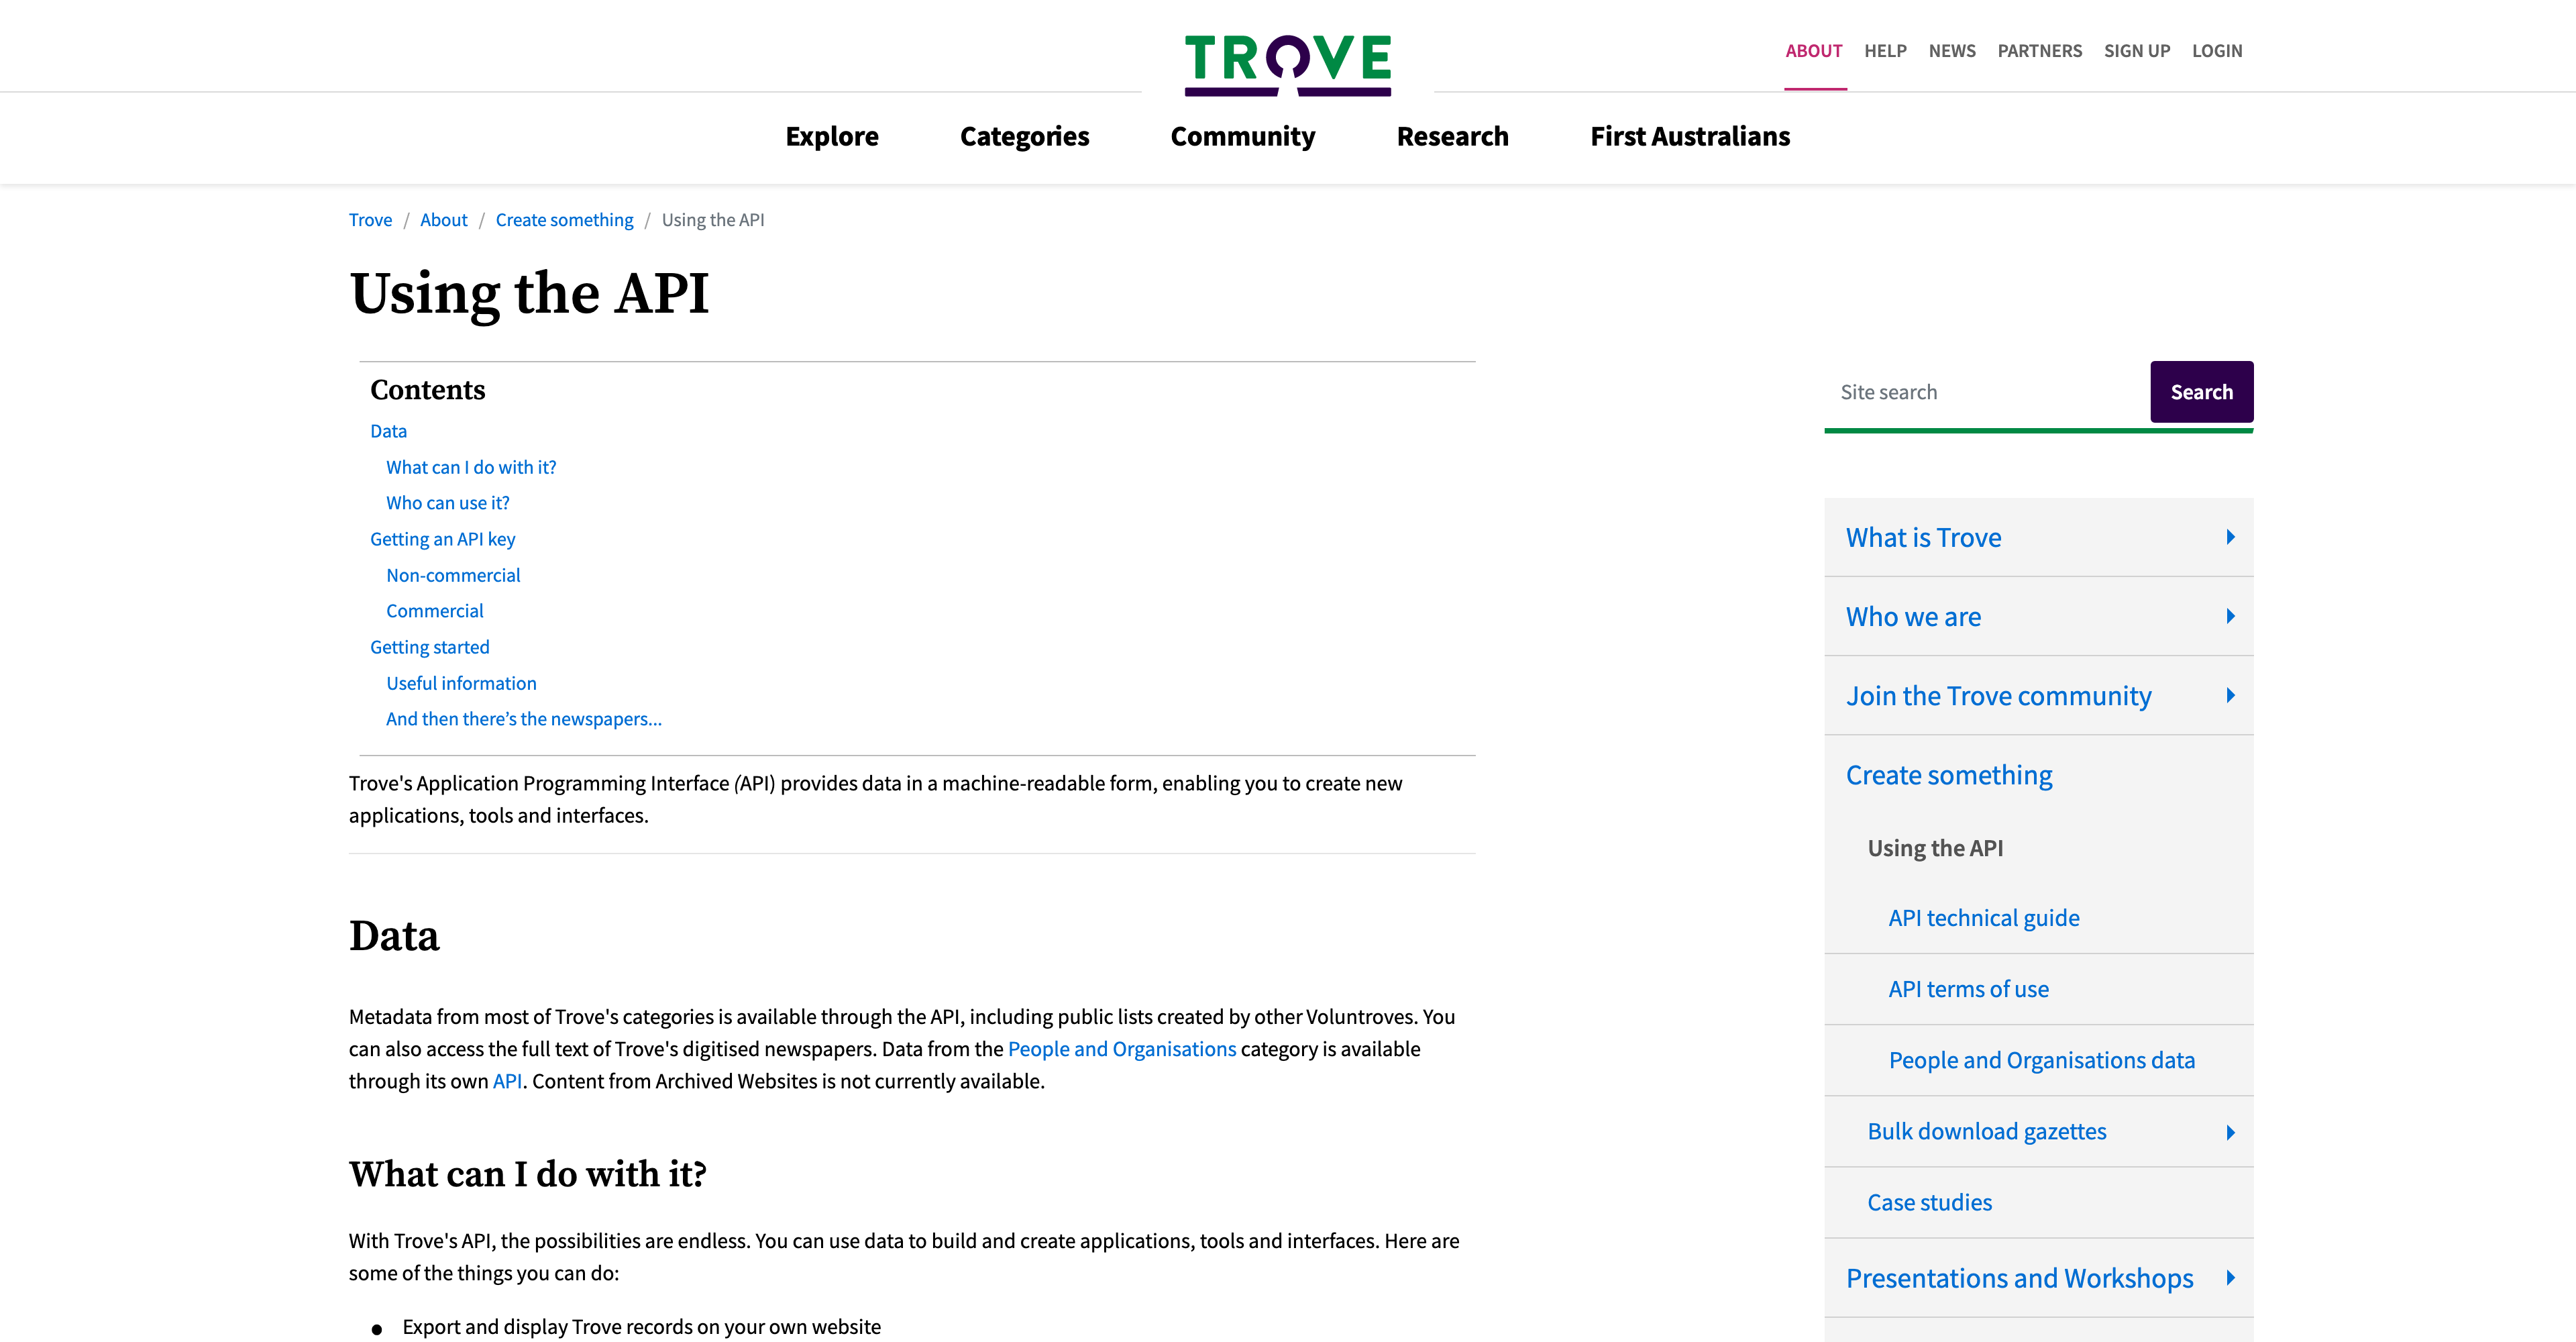 TROVE
ABOUT HELP NEWS PARTNERS SIGN UP LOGIN
Explore Categories Community Research First Australians
Trove / About / Create something / Using the API
Using the API
Contents
Data
What can I do with it?
Who can use it?
Getting an API key
Non-commercial
Commercial
Getting started
Useful information
And then there's the newspapers...
Trove's Application Programming Interface (API) provides data in a machine-readable form, enabling you to create new
applications, tools and interfaces.
Data
Metadata from most of Trove's categories is available through the API, including public lists created by other Voluntroves. You
can also access the full text of Trove's digitised newspapers. Data from the People and Organisations category is available
through its own API. Content from Archived Websites is not currently available.
What can I do with it?
With Trove's API, the possibilities are endless. You can use data to build and create applications, tools and interfaces. Here are
some of the things you can do:
● Export and display Trove records on your own website
Site search
Search
What is Trove
Who we are
Join the Trove community
Create something
Using the API
API technical guide
API terms of use
People and Organisations data
Bulk download gazettes
Case studies
Presentations and Workshops